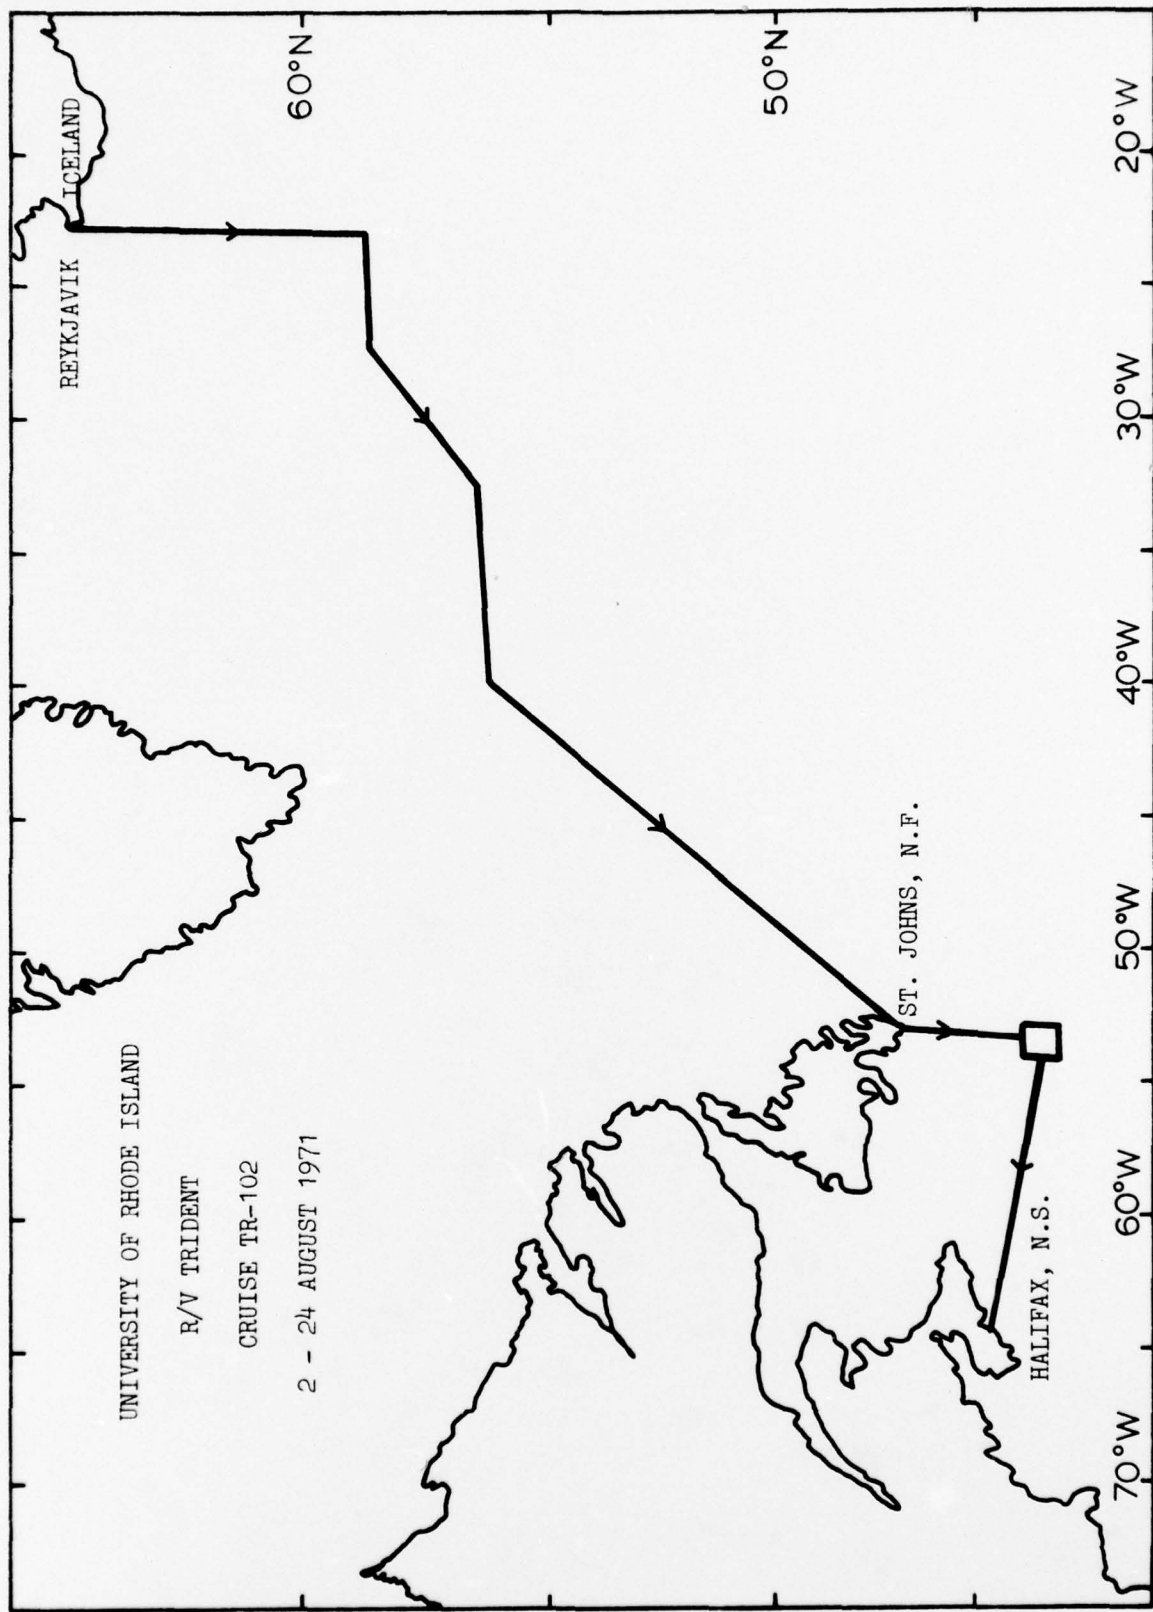 UNIVERSITY OF RHODE ISLAND
R/V TRIDENT
CRUISE TR-102
2 - 24 AUGUST 1971
REYKJAVIK
ICELAND
60°N
50°N
ST. JOHNS, N.F.
HALIFAX, N.S.
70°W
60°W
50°W
40°W
30°W
20°W